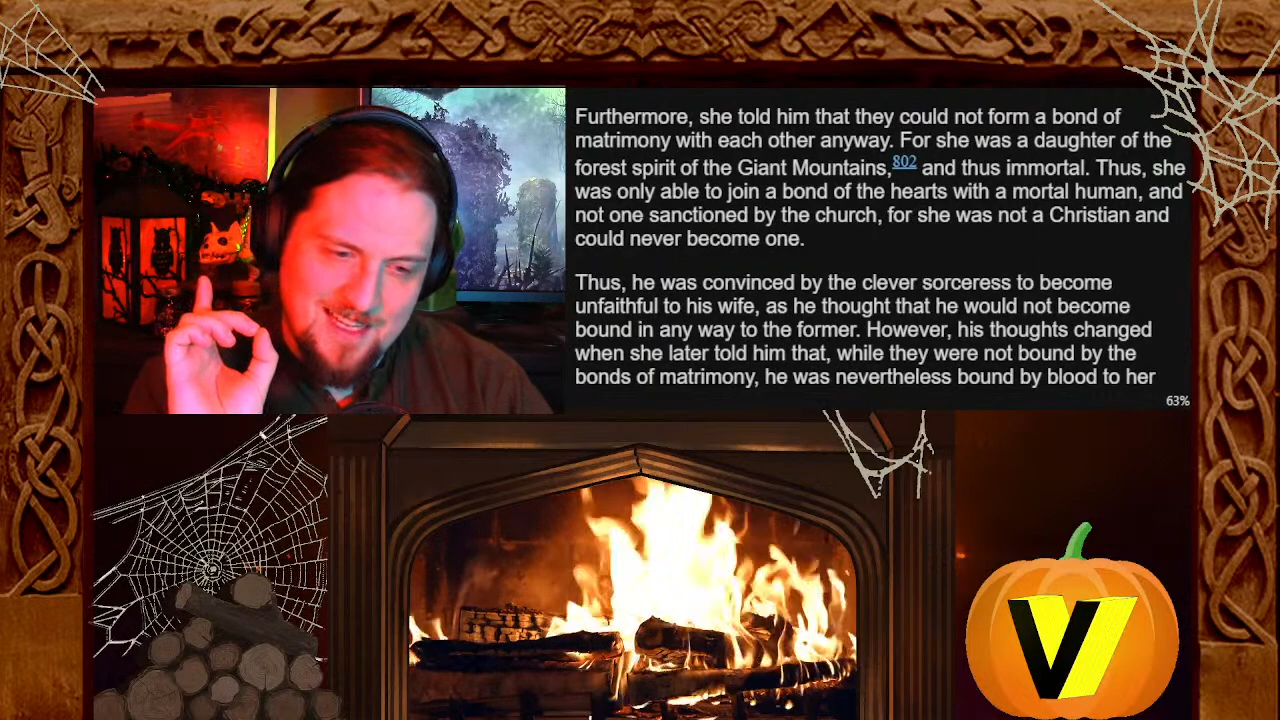 Furthermore, she told him that they could not form a bond of
matrimony with each other anyway. For she was a daughter of the
forest spirit of the Giant Mountains,802 and thus immortal. Thus, she
was only able to join a bond of the hearts with a mortal human, and
not one sanctioned by the church, for she was not a Christian and
could never become one.
Thus, he was convinced by the clever sorceress to become
unfaithful to his wife, as he thought that he would not become
bound in any way to the former. However, his thoughts changed
when she later told him that, while they were not bound by the
bonds of matrimony, he was nevertheless bound by blood to her
63%
V